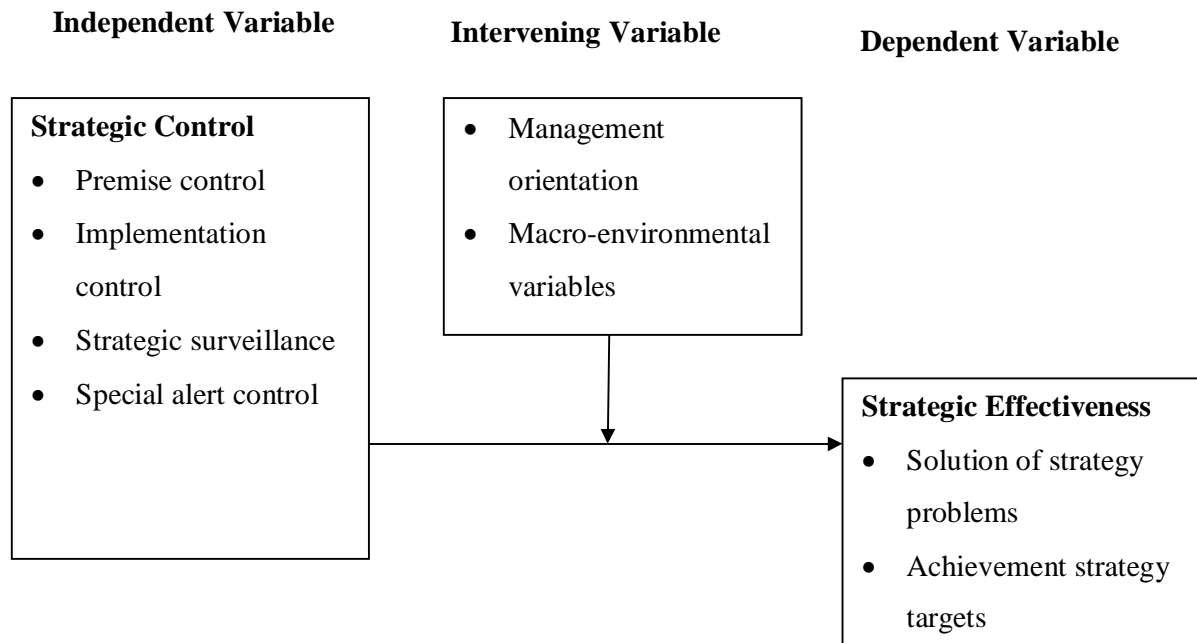 Independent Variable
Intervening Variable
Dependent Variable
Strategic Control
• Premise control
• Implementation
control
• Strategic surveillance
• Special alert control
• Management
orientation
• Macro-environmental
variables
Strategic Effectiveness
• Solution of strategy
problems
• Achievement strategy
targets